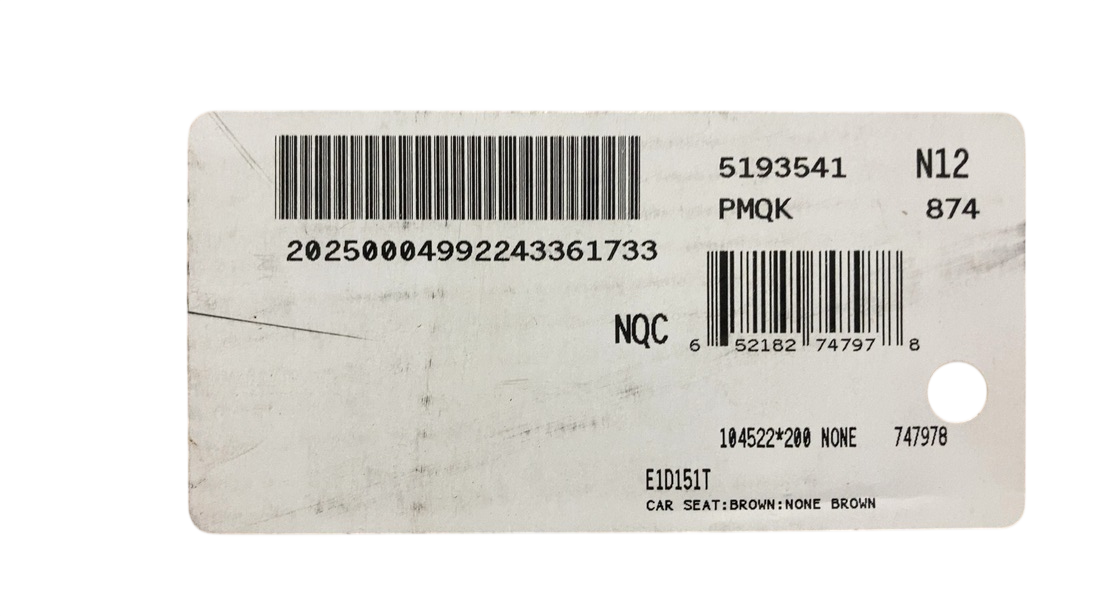 5193541 N12
PMQK 874
20250004992243361733
NQC
6 52182 74797 8
104522*200 NONE 747978
E1D151T
CAR SEAT:BROWN:NONE BROWN